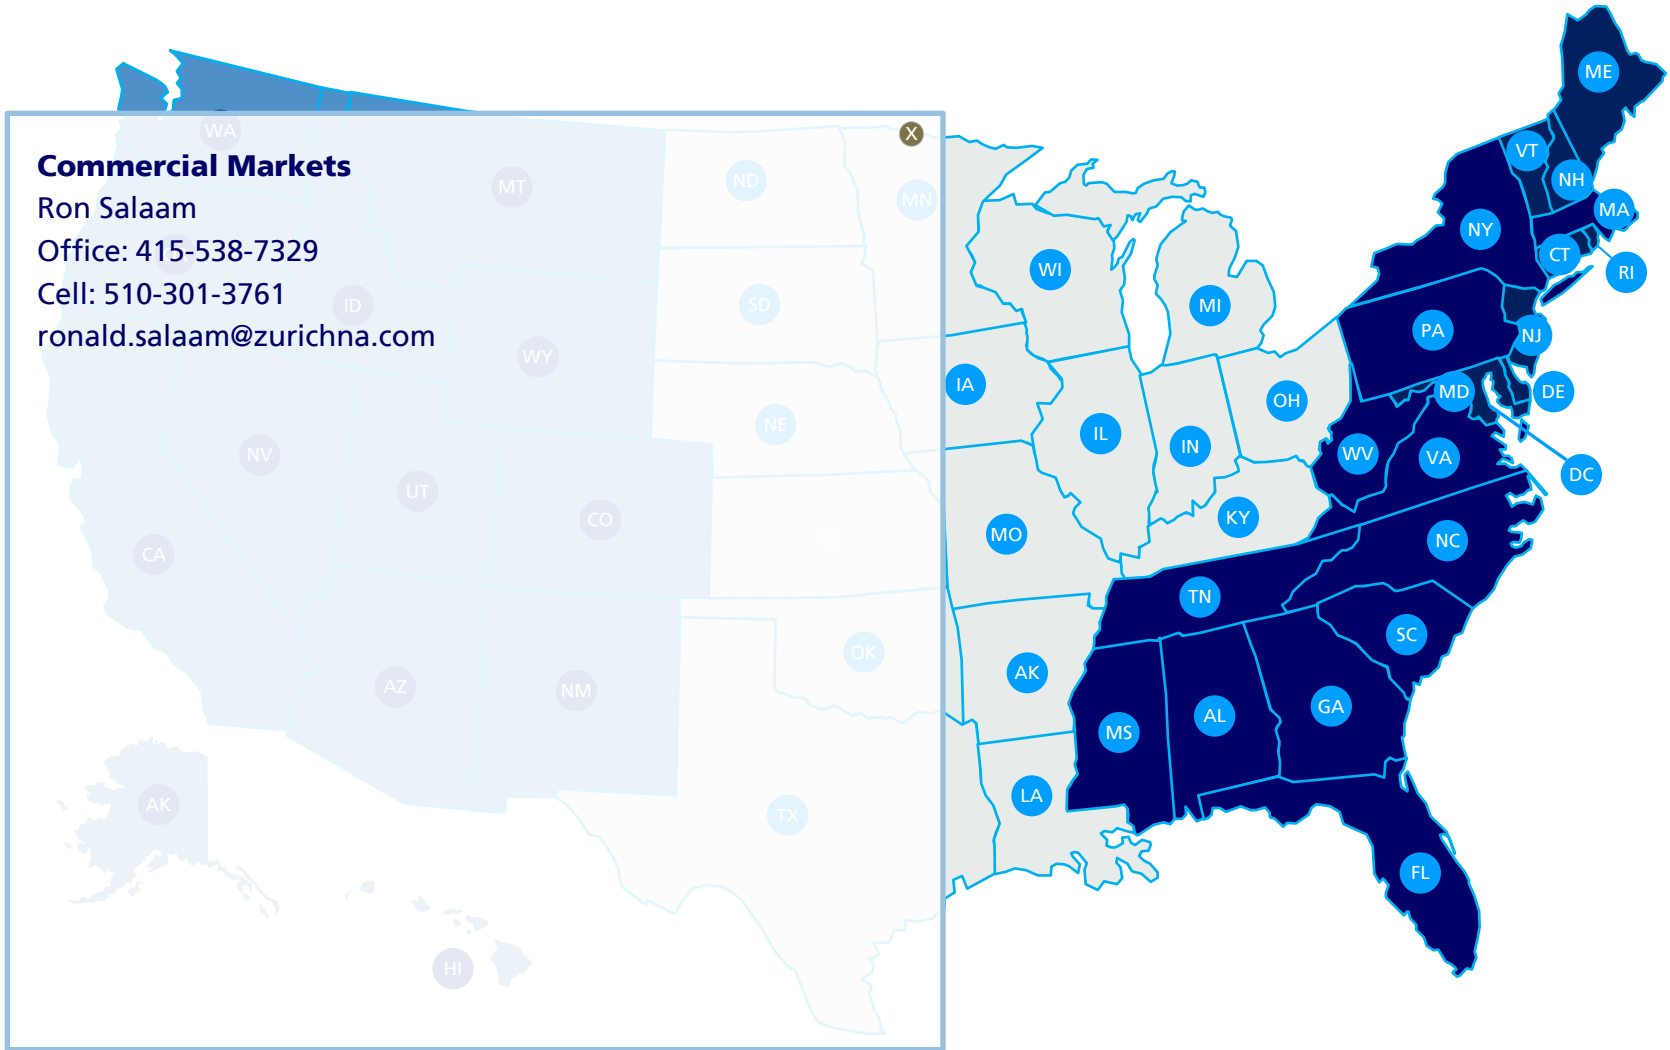 Commercial Markets
Ron Salaam
Office: 415-538-7329
Cell: 510-301-3761
ronald.salaam@zurichna.com
X
WA
MT
ND
MN
ID
WY
SD
NE
NV
UT
CO
CA
AZ
NM
OK
TX
AK
HI
WI
MI
IA
IL
IN
OH
MO
KY
AK
LA
TN
MS
AL
GA
FL
SC
NC
VA
WV
PA
NY
VT
NH
ME
MA
CT
RI
NJ
MD
DE
DC